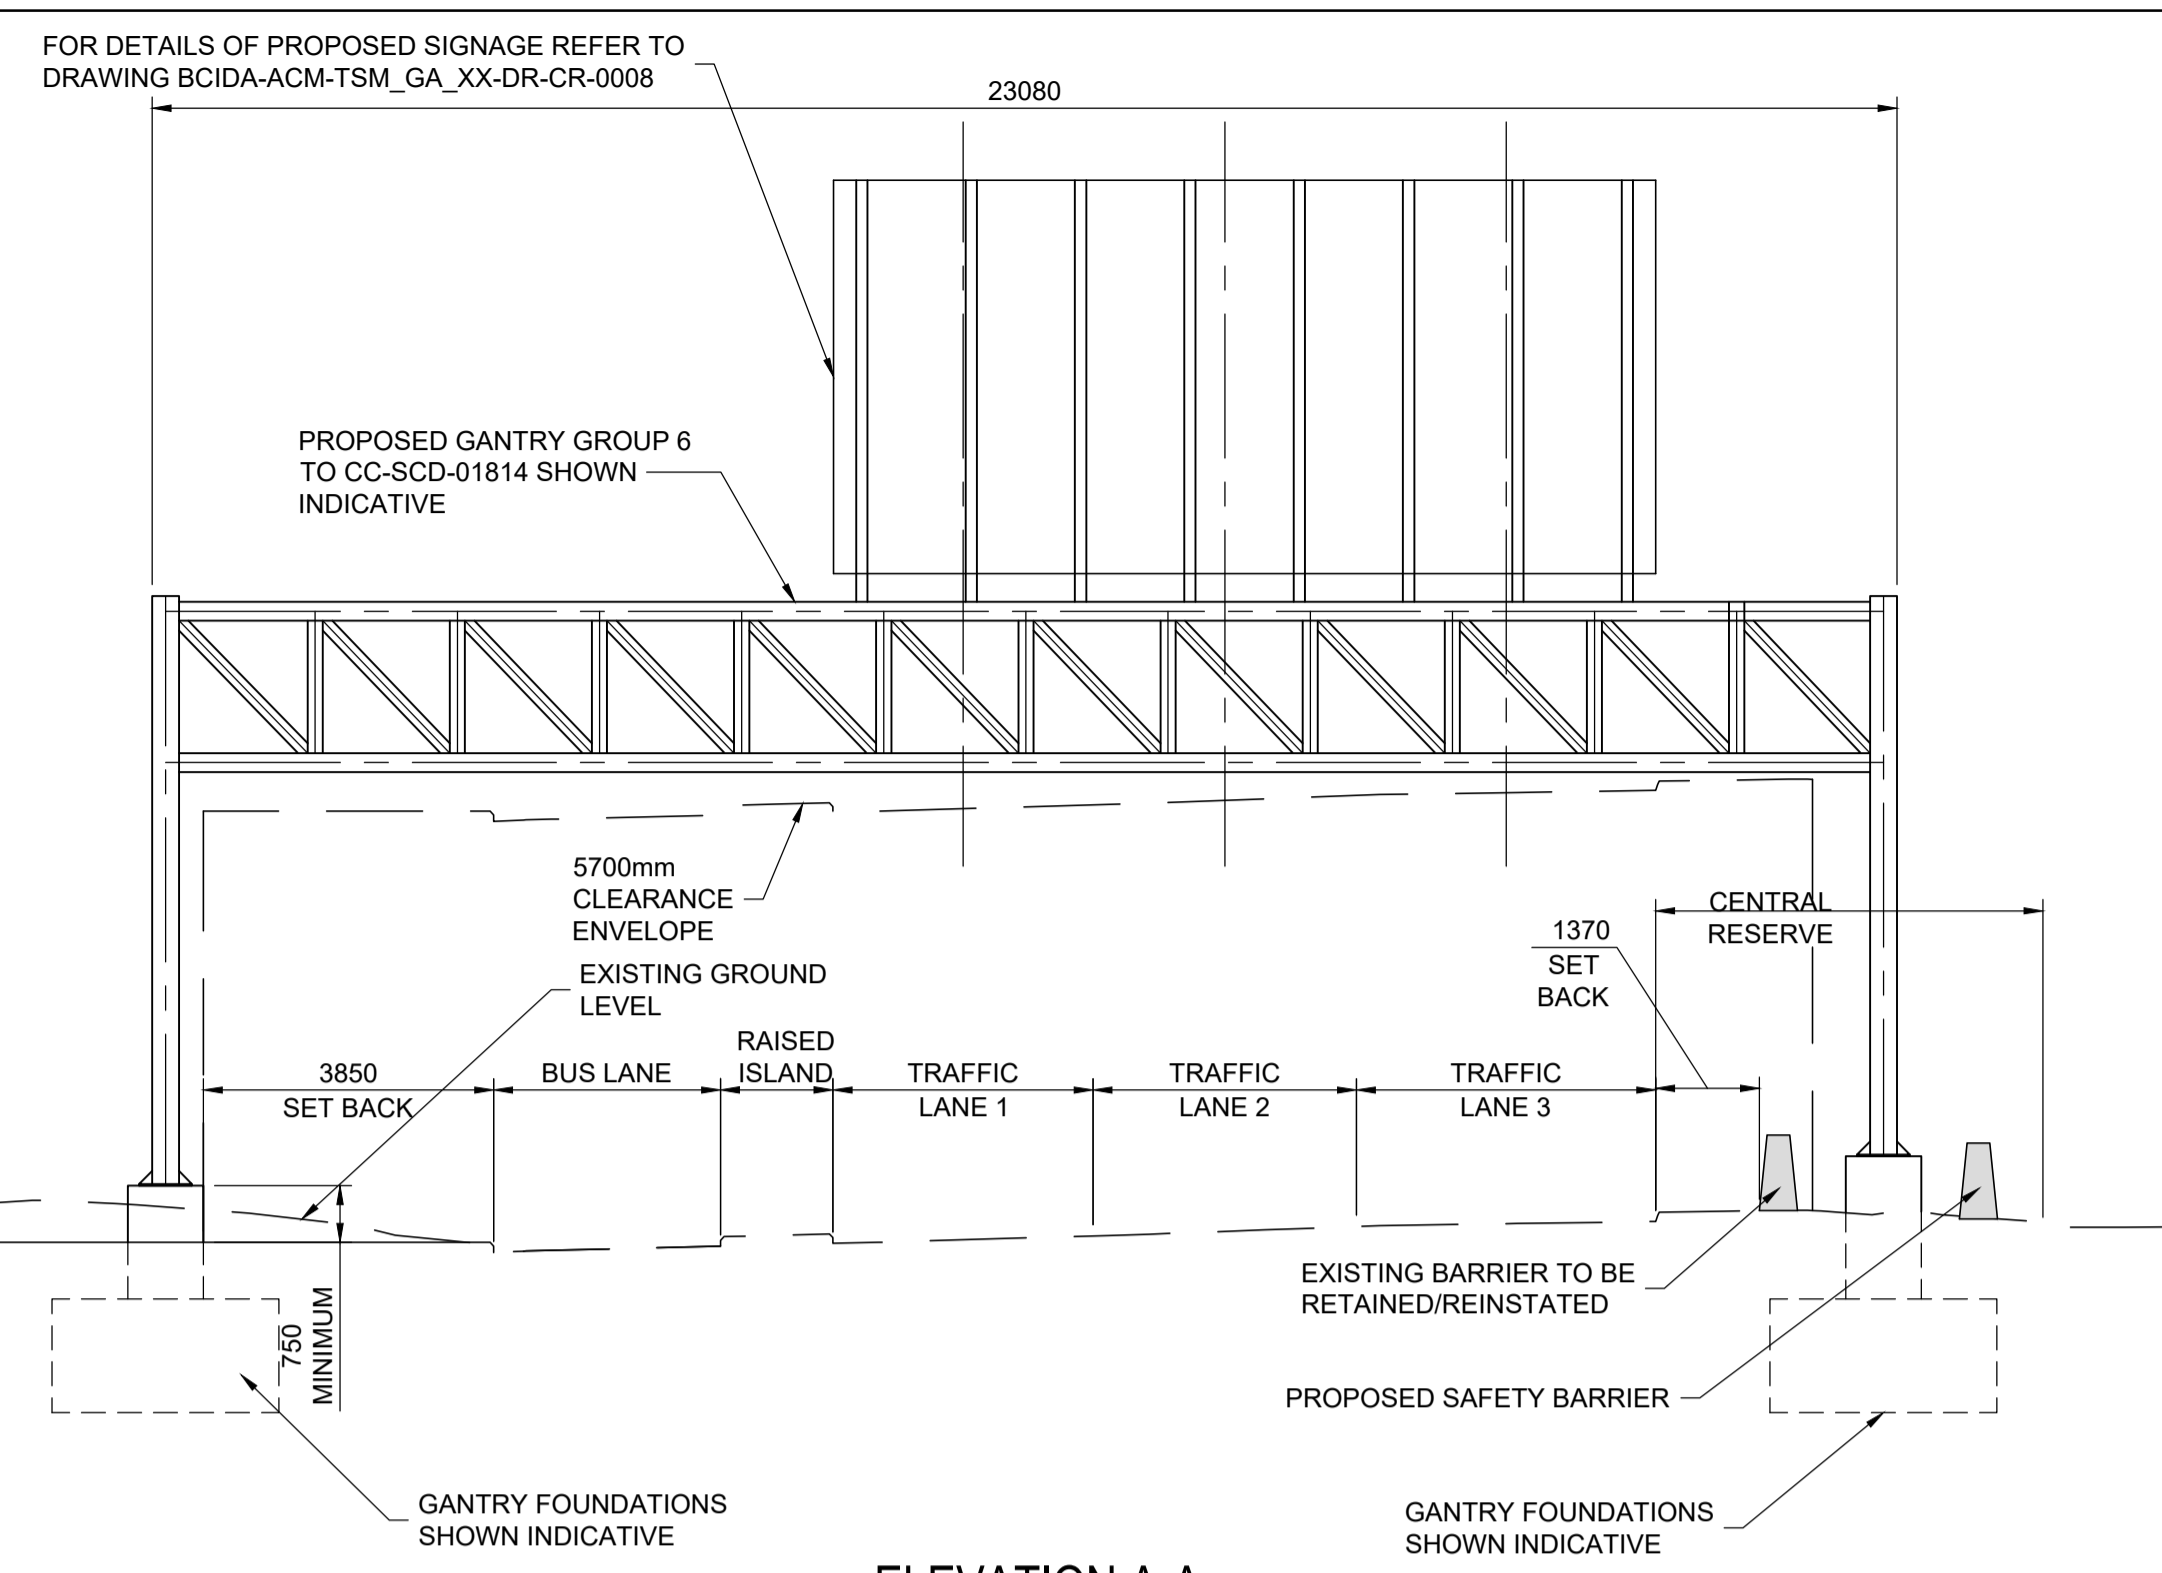 FOR DETAILS OF PROPOSED SIGNAGE REFER TO
DRAWING BCIDA-ACM-TSM_GA_XX-DR-CR-0008
23080
PROPOSED GANTRY GROUP 6
TO CC-SCD-01814 SHOWN
INDICATIVE
5700mm
CLEARANCE
ENVELOPE
EXISTING GROUND
LEVEL
CENTRAL
RESERVE
1370
SET
BACK
3850
SET BACK
BUS LANE
RAISED
ISLAND
TRAFFIC
LANE 1
TRAFFIC
LANE 2
TRAFFIC
LANE 3
750
MINIMUM
EXISTING BARRIER TO BE
RETAINED/REINSTATED
PROPOSED SAFETY BARRIER
GANTRY FOUNDATIONS
SHOWN INDICATIVE
GANTRY FOUNDATIONS
SHOWN INDICATIVE
ELEVATION A-A